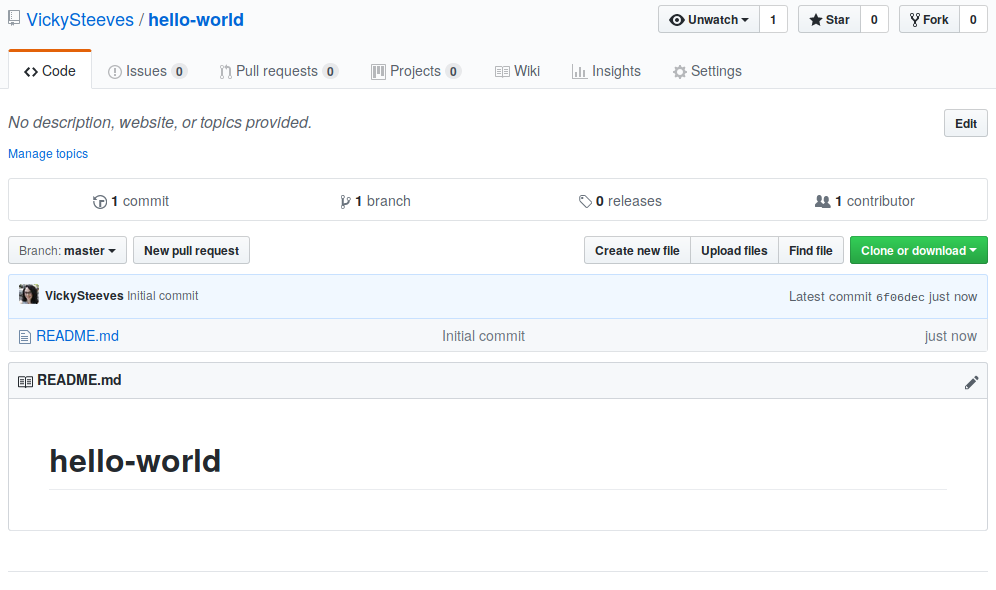 VickySteeves / hello-world Unwatch 1 Star 0 Fork 0
Code Issues 0 Pull requests 0 Projects 0 Wiki Insights Settings
No description, website, or topics provided. Edit
Manage topics
1 commit 1 branch 0 releases 1 contributor
Branch: master New pull request Create new file Upload files Find file Clone or download
VickySteeves Initial commit Latest commit 6f06dec just now
README.md Initial commit just now
README.md
hello-world